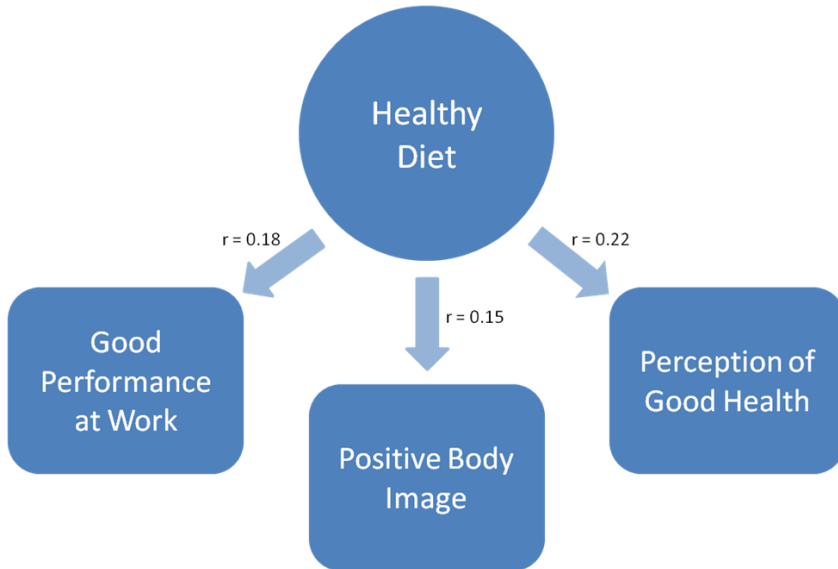 Healthy
Diet
r = 0.18
r = 0.22
r = 0.15
Good
Performance
at Work
Perception of
Good Health
Positive Body
Image